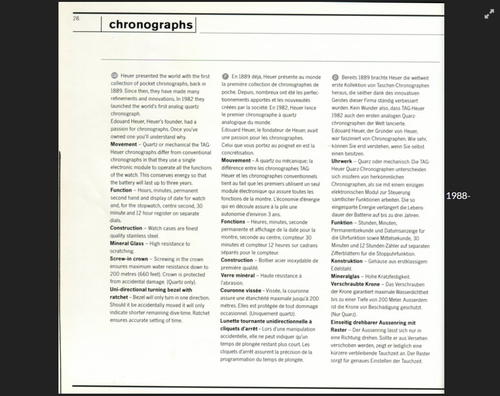 26
chronographs
Heuer presented the world with the first
collection of pocket chronographs, back in
1889. Since then, they have made many
refinements and innovations. In 1982 they
launched the world's first analog quartz
chronograph.
Edouard Heuer, Heuer's founder, had a
passion for chronographs. Once you've
owned one you'll understand why.
Movement – Quartz or mechanical the TAG-
Heuer chronographs differ from conventional
chronographs in that they use a single
electronic module to operate all the functions
of the watch. This conserves energy so that
the battery will last up to three years.
Function – Hours, minutes, permanent
second hand and display of date for watch
and, for the stopwatch, centre second, 30
minute and 12 hour register on separate
dials.
Construction – Watch cases are finest
quality stainless steel.
Mineral Glass – High resistance to
scratching.
Screw-in crown – Screwing in the crown
ensures maximum water resistance down to
200 metres (660 feet). Crown is protected
from accidental damage. (Quartz only).
Uni-directional turning bezel with
ratchet – Bezel will only turn in one direction.
Should it be accidentally moved it will only
indicate shorter remaining dive time. Ratchet
ensures accurate setting of time.
En 1889 déjà, Heuer présente au monde
la première collection de chronographes de
poche. Depuis, nombreux ont été les perfec-
tionnements apportés et les nouveautés
créées par la société. En 1982, Heuer lance
le premier chronographe à quartz
analogique du monde.
Edouard Heuer, le fondateur de Heuer, avait
une passion pour les chronographes.
Celui que vous portez au poignet en est la
concrétisation.
Mouvement – A quartz ou mécanique; la
différence entre les chronographes TAG
Heuer et les chronographes conventionnels
tient au fait que les premiers utilisent un seul
module électronique qui assure toutes les
fonctions de la montre. L'économie d'énergie
qui en découle assure à la pile une
autonomie d'environ 3 ans.
Fonctions – Heures, minutes, seconde
permanente et affichage de la date pour la
montre, seconde au centre, compteur 30
minutes et compteur 12 heures sur cadrans
séparés pour le compteur.
Construction – Boîtier acier inoxydable de
première qualité.
Verre minéral – Haute résistance à
l'abrasion.
Couronne vissée – Vissée, la couronne
assure une étanchéité maximale jusqu'à 200
mètres. Elle est protégée de tout dommage
occasionnel. (Uniquement quartz).
Lunette tournante unidirectionnelle à
cliquets d'arrêt – Lors d'une manipulation
accidentelle, elle ne peut indiquer qu'un
temps de plongée restant plus court. Les
cliquets d'arrêt assurent la précision de la
programmation du temps de plongée.
Bereits 1889 brachte Heuer die weltweit
erste Kollektion von Taschen-Chronographen
heraus, die seither dank des innovativen
Geistes dieser Firma ständig verbessert
wurden. Kein Wunder also, dass TAG-Heuer
1982 auch den ersten analogen Quarz
chronographen der Welt lancierte.
Edouard Heuer, der Gründer von Heuer,
war fasziniert von Chronographen. Wie sehr,
können Sie erst verstehen, wenn Sie selbst
einen besitzen.
Uhrwerk – Quarz oder mechanisch. Die TAG-
Heuer Quarz Chronographen unterscheiden
sich insofern von herkömmlichen
Chronographen, als sie mit einem einzigen
elektronischen Modul zur Steuerung
sämtlicher Funktionen arbeiten. Die so
eingesparte Energie verlängert die Lebens-
dauer der Batterie auf bis zu drei Jahren.
Funktion – Stunden, Minuten,
Permanentsekunde und Datumsanzeige für
die Uhrfunktion sowie Mittelsekunde, 30
Minuten und 12 Stunden-Zähler auf separaten
Zifferblättern für die Stoppuhrfunktion.
Konstruktion – Gehäuse aus erstklassigem
Edelstahl.
Mineralglas – Hohe Kratzfestigkeit.
Verschraubte Krone – Das Verschrauben
der Krone garantiert maximale Wasserdichtheit
bis zu einer Tiefe von 200 Meter. Ausserdem
ist die Krone vor Beschädigung geschützt.
(Nur Quarz).
Einseitig drehbarer Aussenring mit
Raster – Der Aussenring lässt sich nur in
eine Richtung drehen. Sollte er aus Versehen
verschoben werden, zeigt er lediglich eine
kürzere verbleibende Tauchzeit an. Der Raster
sorgt für genaues Einstellen der Tauchzeit.
1988-